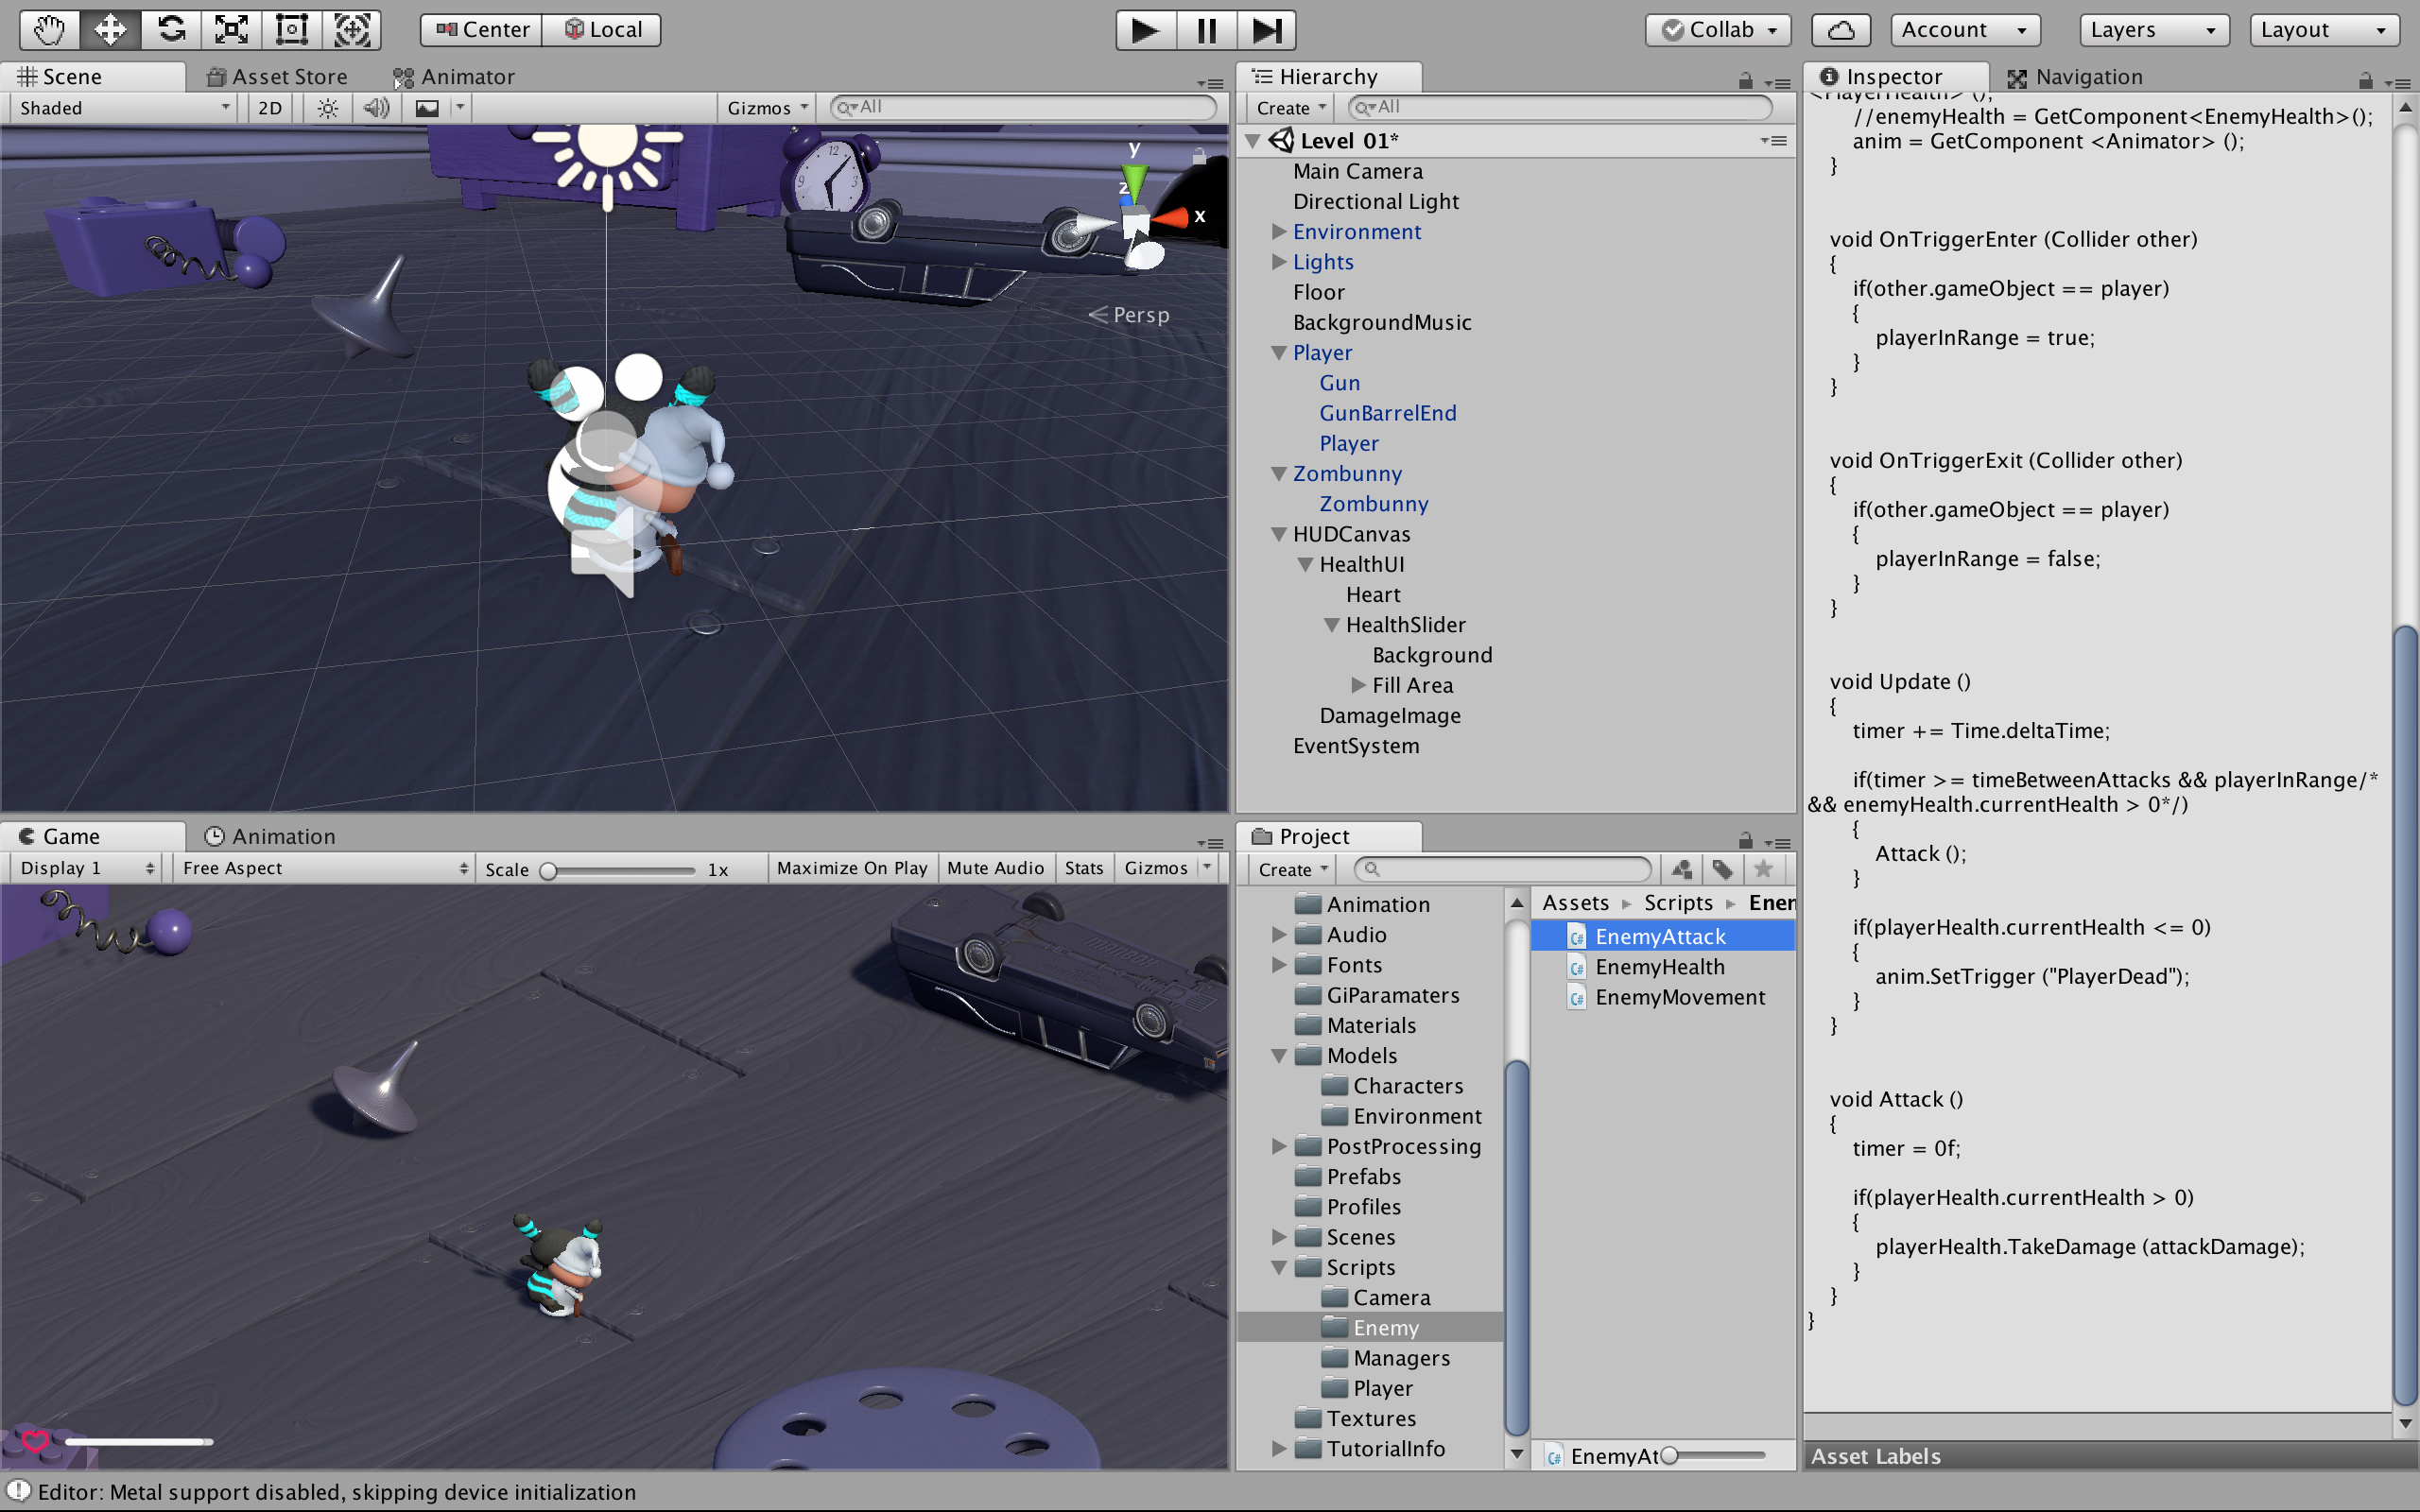 Center
Local
Collab
Account
Layers
Layout
Scene
Asset Store
Animator
Shaded
2D
Gizmos
All
y
z
x
Persp
12
9
3
Hierarchy
Create
All
Level 01*
Main Camera
Directional Light
Environment
Lights
Floor
BackgroundMusic
Player
Gun
GunBarrelEnd
Player
Zombunny
Zombunny
HUDCanvas
HealthUI
Heart
HealthSlider
Background
Fill Area
DamageImage
EventSystem
Inspector
Navigation
<PlayerHealth> ();
//enemyHealth = GetComponent<EnemyHealth>();
anim = GetComponent <Animator> ();
}
void OnTriggerEnter (Collider other)
{
if(other.gameObject == player)
{
playerInRange = true;
}
}
void OnTriggerExit (Collider other)
{
if(other.gameObject == player)
{
playerInRange = false;
}
}
void Update ()
{
timer += Time.deltaTime;
if(timer >= timeBetweenAttacks && playerInRange/*
&& enemyHealth.currentHealth > 0*/)
{
Attack ();
}
if(playerHealth.currentHealth <= 0)
{
anim.SetTrigger ("PlayerDead");
}
}
void Attack ()
{
timer = 0f;
if(playerHealth.currentHealth > 0)
{
playerHealth.TakeDamage (attackDamage);
}
}
}
Asset Labels
Game
Animation
Display 1
Free Aspect
Scale
1x
Maximize On Play
Mute Audio
Stats
Gizmos
Project
Create
Animation
Audio
Fonts
GiParamaters
Materials
Models
Characters
Environment
PostProcessing
Prefabs
Profiles
Scenes
Scripts
Camera
Enemy
Managers
Player
Textures
TutorialInfo
Assets
Scripts
Enem
EnemyAttack
EnemyHealth
EnemyMovement
EnemyAt
Editor: Metal support disabled, skipping device initialization